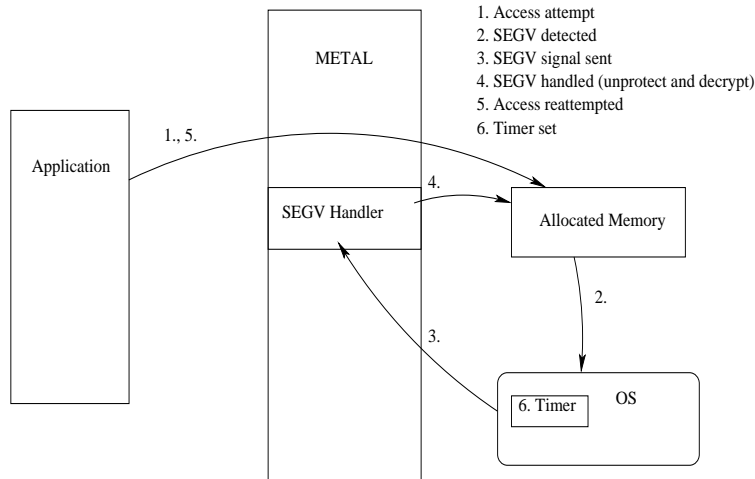 1. Access attempt
2. SEGV detected
3. SEGV signal sent
4. SEGV handled (unprotect and decrypt)
5. Access reattempted
6. Timer set
METAL
1., 5.
Application
4.
SEGV Handler
Allocated Memory
2.
3.
6. Timer
OS